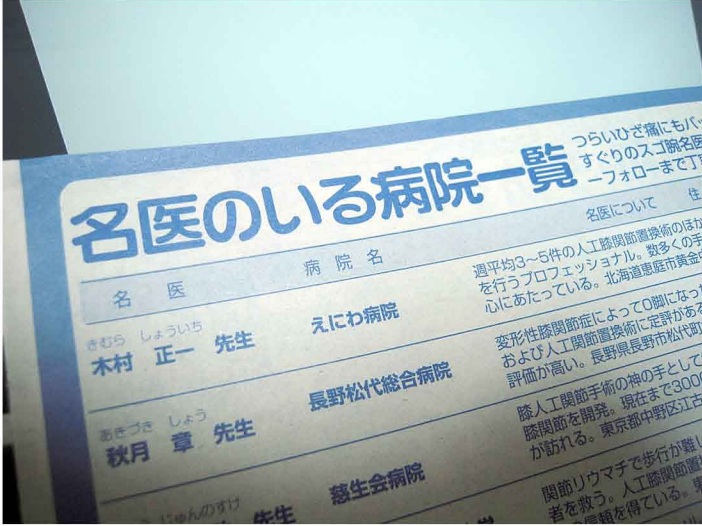 名医のいる病院一覧
つらいひざ痛にもバッ
すぐりのスゴ腕名医
ーフォローまで丁
名医
病院名
名医について 住
きむら しょういち
木村 正一 先生
えにわ病院
週平均3〜5件の人工膝関節置換術のほか
を行うプロフェッショナル。数多くの手
心にあたっている。北海道恵庭市黄金中
あきづき しょう
秋月 章 先生
長野松代総合病院
変形性膝関節症によってO脚になっ
および人工膝関節置換術に定評がある
評価が高い。長野県長野市松代町
じゅんのすけ
先生
慈生会病院
膝人工関節手術の神の手として
膝関節を開発。現在まで3000
が訪れる。東京都中野区江古
関節リウマチで歩行が難し
者を救う。人工膝関節置
信頼を得ている。東